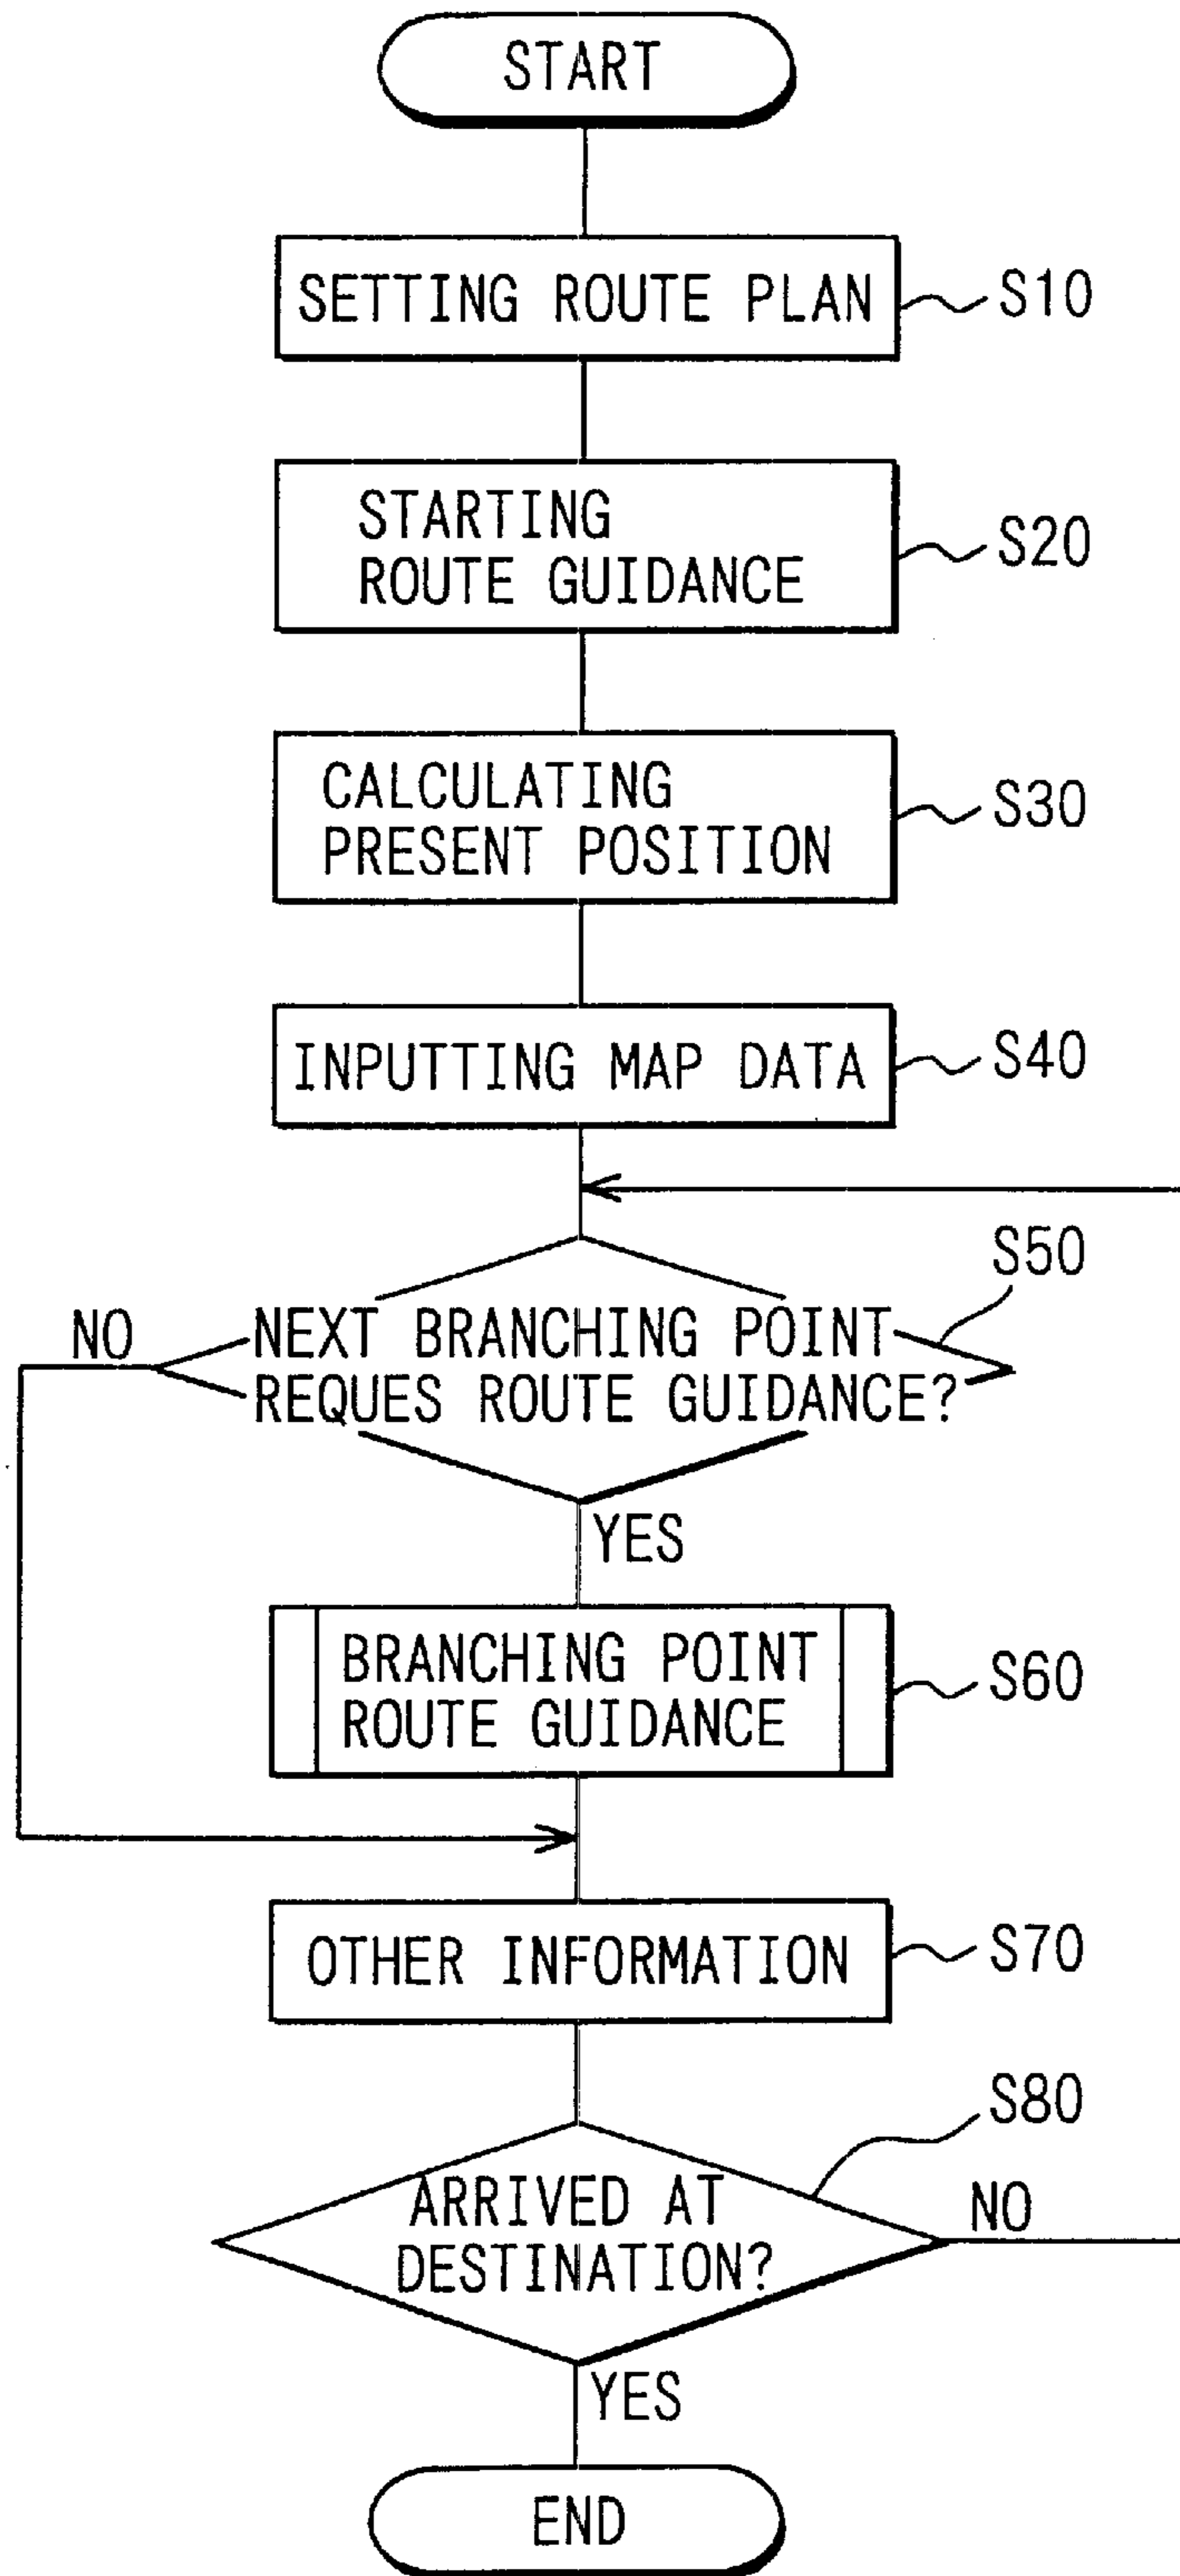 START
SETTING ROUTE PLAN
S10
STARTING
ROUTE GUIDANCE
S20
CALCULATING
PRESENT POSITION
S30
INPUTTING MAP DATA
S40
S50
NO
NEXT BRANCHING POINT
REQUES ROUTE GUIDANCE?
YES
BRANCHING POINT
ROUTE GUIDANCE
S60
OTHER INFORMATION
S70
S80
ARRIVED AT
DESTINATION?
NO
YES
END